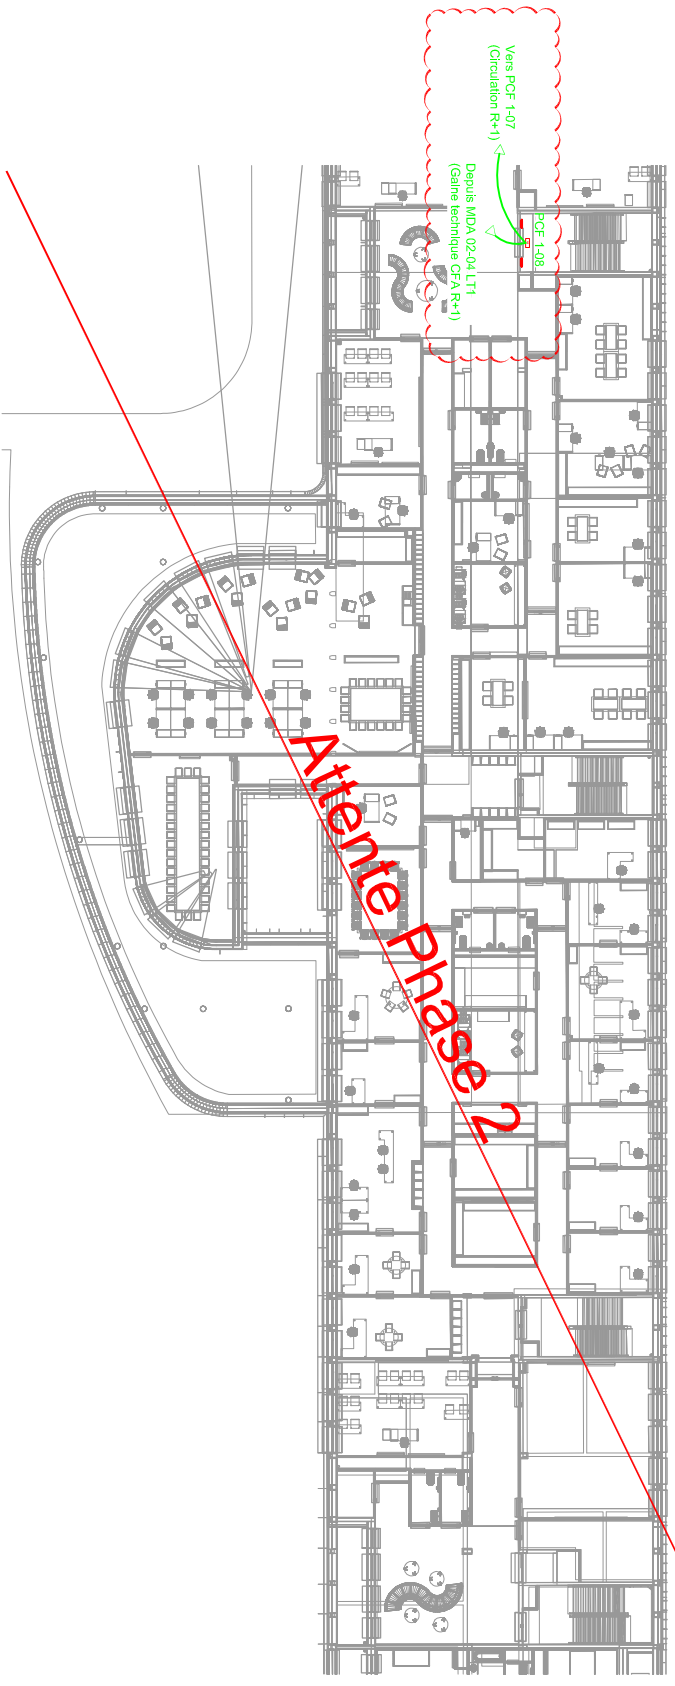 Vers PCF 1-07
(Circulation R+1)
Depuis MDA 02-04 LT1
(Gaine technique CFA R+1)
PCF 1-08
Attente Phase 2